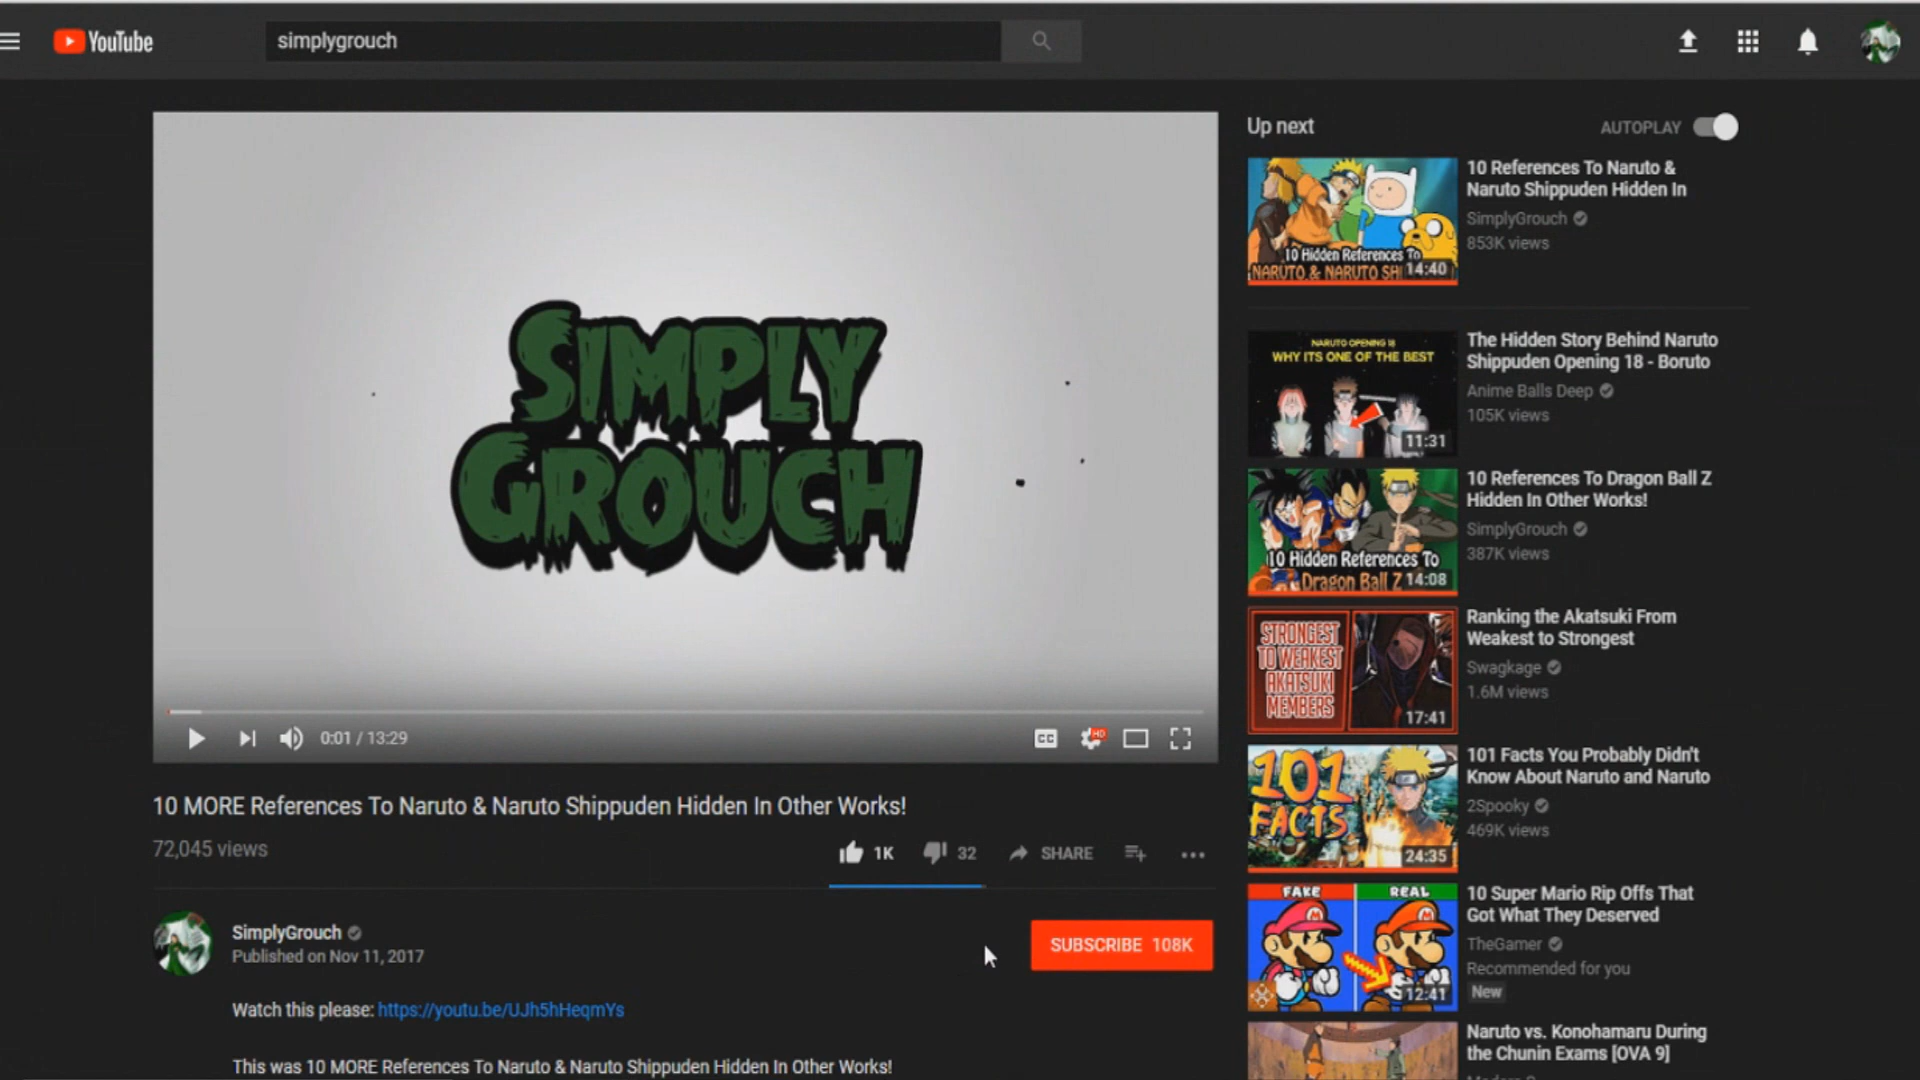 YouTube
simplygrouch
SIMPLY
GROUCH
0:01 / 13:29
CC
HD
10 MORE References To Naruto & Naruto Shippuden Hidden In Other Works!
72,045 views
1K
32
SHARE
SimplyGrouch
Published on Nov 11, 2017
SUBSCRIBE 108K
Watch this please: https://youtu.be/UJh5hHeqmYs
This was 10 MORE References To Naruto & Naruto Shippuden Hidden In Other Works!
Up next
AUTOPLAY
10 Hidden References To
NARUTO & NARUTO SHI
14:40
10 References To Naruto &
Naruto Shippuden Hidden In
SimplyGrouch
853K views
NARUTO OPENING 18
WHY ITS ONE OF THE BEST
11:31
The Hidden Story Behind Naruto
Shippuden Opening 18 - Boruto
Anime Balls Deep
105K views
10 Hidden References To
Dragon Ball Z
14:08
10 References To Dragon Ball Z
Hidden In Other Works!
SimplyGrouch
387K views
STRONGEST
TO WEAKEST
AKATSUKI
MEMBERS
17:41
Ranking the Akatsuki From
Weakest to Strongest
Swagkage
1.6M views
101
FACTS
24:35
101 Facts You Probably Didn't
Know About Naruto and Naruto
2Spooky
469K views
FAKE
REAL
12:41
10 Super Mario Rip Offs That
Got What They Deserved
TheGamer
Recommended for you
New
Naruto vs. Konohamaru During
the Chunin Exams [OVA 9]